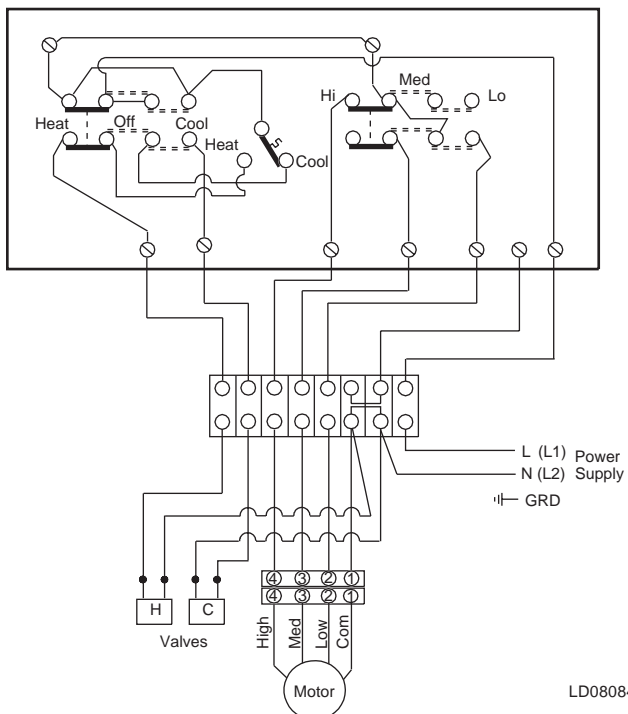 Med
Hi
Lo
Heat
Off
Cool
Heat
Cool
L (L1) Power
N (L2) Supply
GRD
H
C
Valves
4 3 2 1
4 3 2 1
High
Med
Low
Com
Motor
LD08084